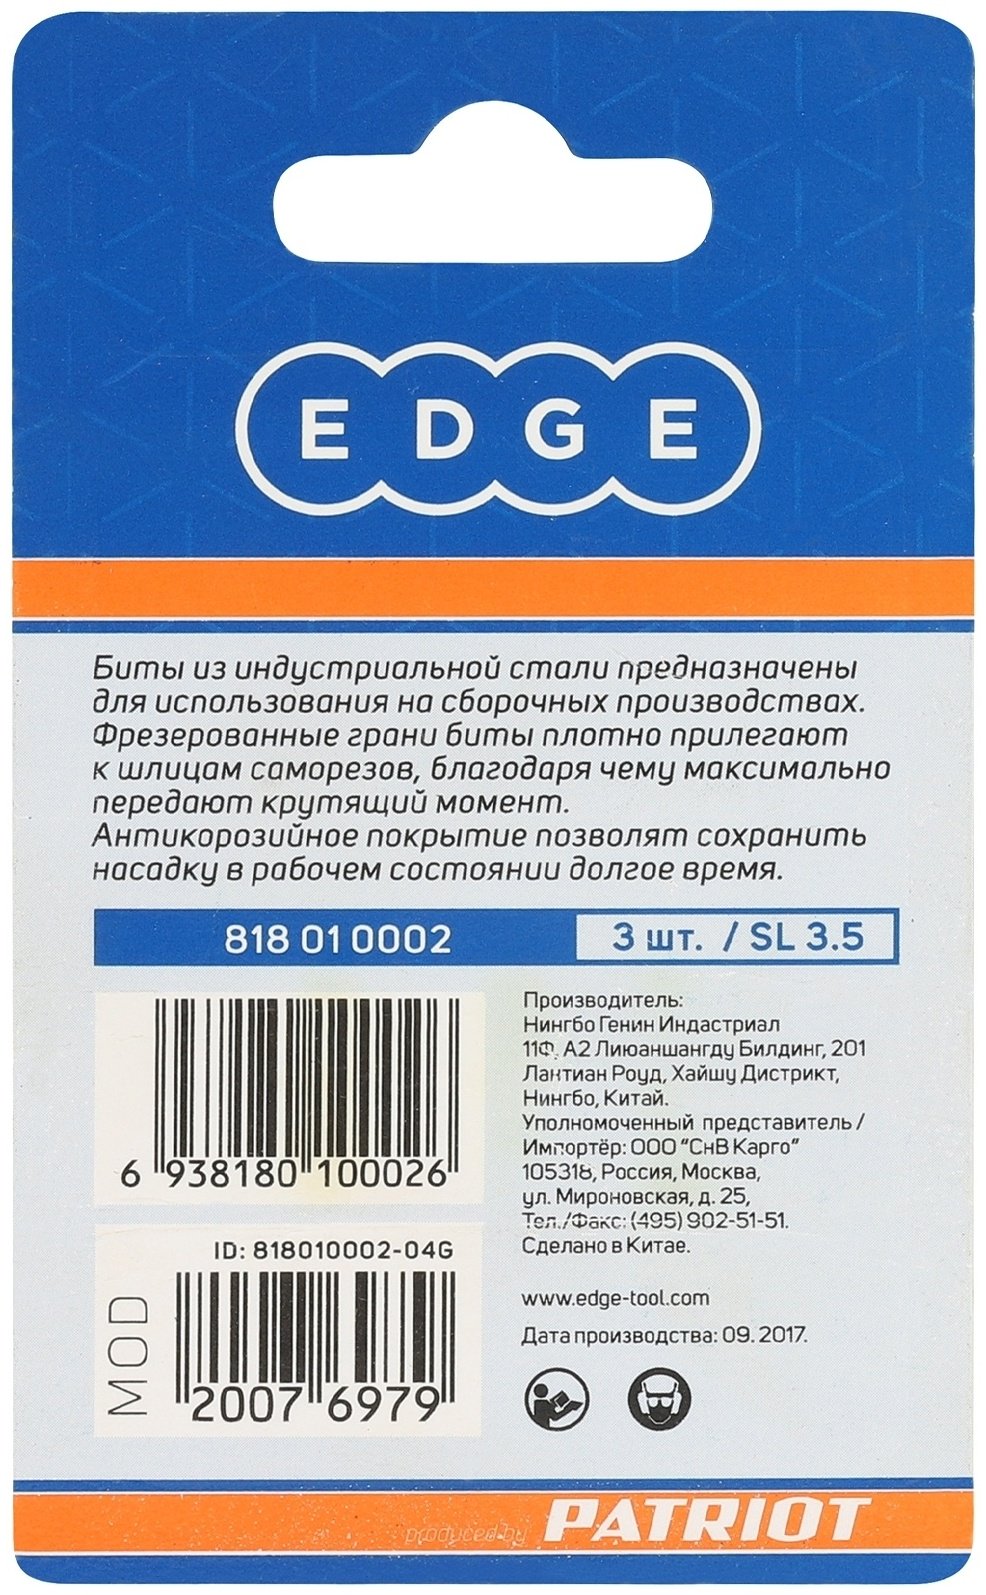 EDGE
Биты из индустриальной стали предназначены
для использования на сборочных производствах.
Фрезерованные грани биты плотно прилегают
к шлицам саморезов, благодаря чему максимально
передают крутящий момент.
Антикорозийное покрытие позволят сохранить
насадку в рабочем состоянии долгое время.
818 01 0002
3 шт. / SL 3.5
6 938180 100026
ID: 818010002-04G
MOD
2007 6979
Производитель:
Нингбо Генин Индастриал
11Ф, А2 Лиюаншангду Билдинг, 201
Лантиан Роуд, Хайшу Дистрикт,
Нингбо, Китай.
Уполномоченный представитель /
Импортёр: ООО "СнВ Карго"
105318, Россия, Москва,
ул. Мироновская, д. 25,
Тел./Факс: (495) 902-51-51.
Сделано в Китае.
www.edge-tool.com
Дата производства: 09. 2017.
produced by PATRIOT